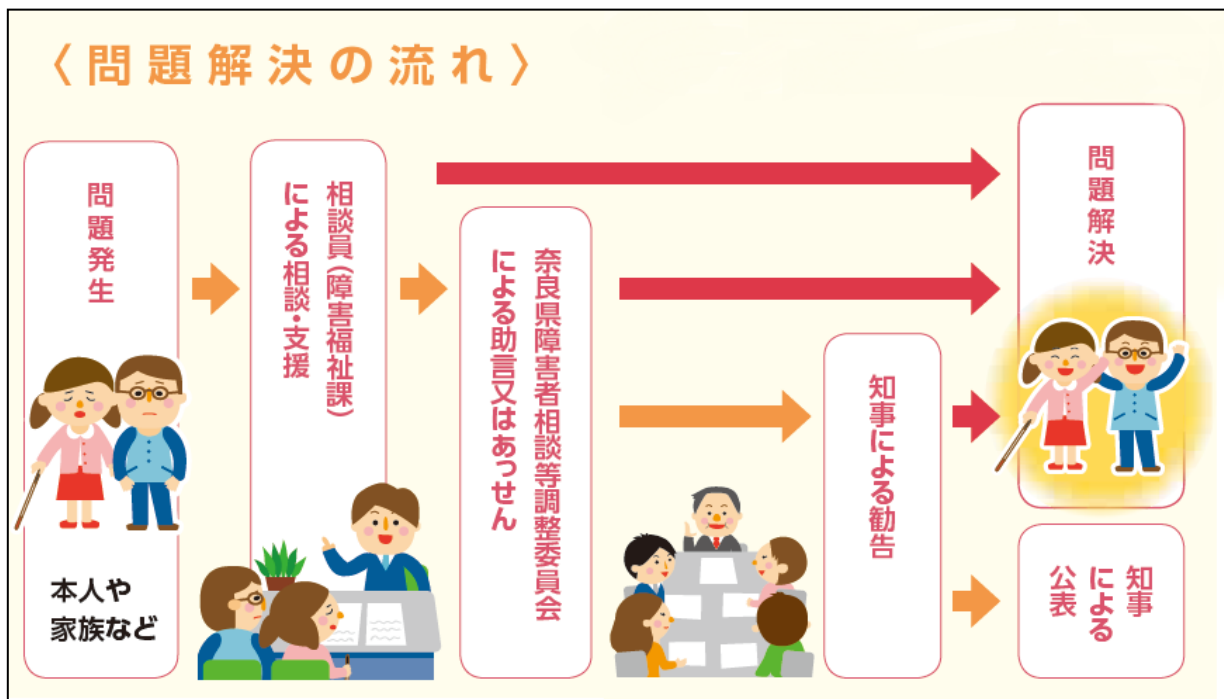 〈問題解決の流れ〉
問題発生
本人や
家族など
相談員（障害福祉課）
による相談・支援
奈良県障害者相談等調整委員会
による助言又はあっせん
知事による勧告
問題解決
知事
による
公表